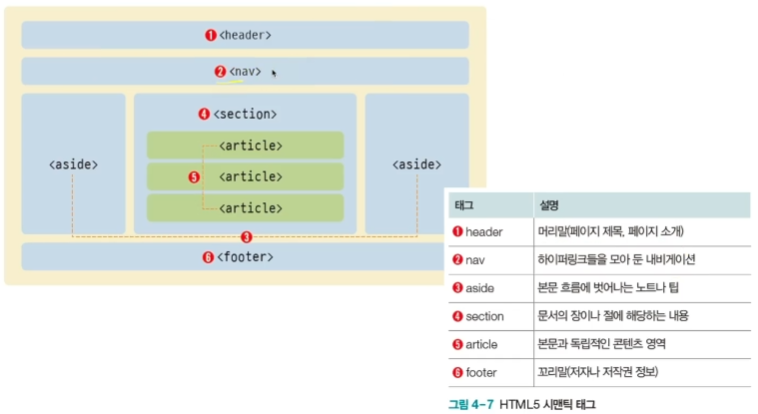 ❶ <header>
❷ <nav>
<aside>
❹ <section>
<article>
❺ <article>
<article>
<aside>
❸
❻ <footer>
태그 설명
❶ header 머리말(페이지 제목, 페이지 소개)
❷ nav 하이퍼링크들을 모아 둔 내비게이션
❸ aside 본문 흐름에 벗어나는 노트나 팁
❹ section 문서의 장이나 절에 해당하는 내용
❺ article 본문과 독립적인 콘텐츠 영역
❻ footer 꼬리말(저자나 저작권 정보)
그림 4-7 HTML5 시맨틱 태그